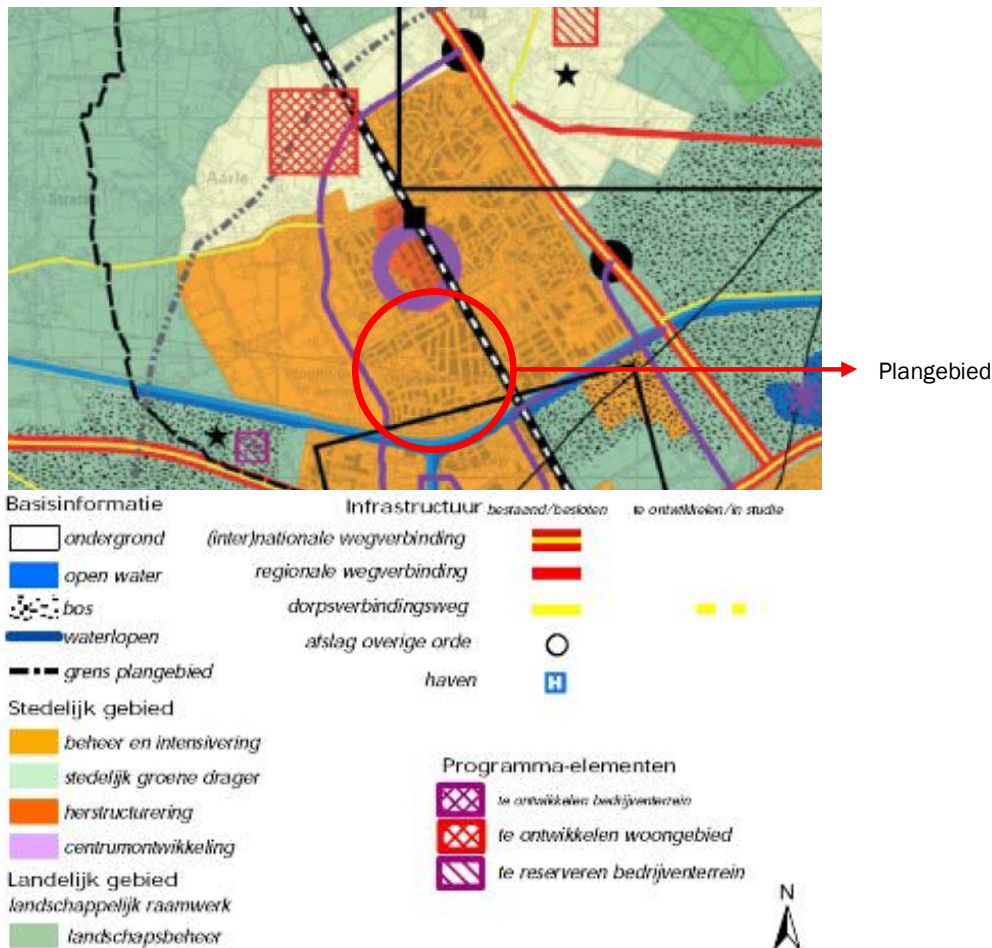 Aarle
Plangebied
Basisinformatie
ondergrond
open water
bos
waterlopen
grens plangebied
Stedelijk gebied
beheer en intensivering
stedelijk groene drager
herstructurering
centrumontwikkeling
Landelijk gebied
landschappelijk raamwerk
landschapsbeheer
Infrastructuur bestaand/besloten te ontwikkelen/in studie
(inter)nationale wegverbinding
regionale wegverbinding
dorpsverbindingsweg
afslag overige orde
haven
H
Programma-elementen
te ontwikkelen bedrijventerrein
te ontwikkelen woongebied
te reserveren bedrijventerrein
N